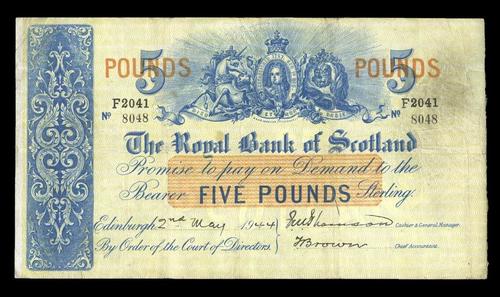 5 POUNDS POUNDS 5
F2041 F2041
Nº 8048 Nº 8048
The Royal Bank of Scotland
Promise to pay on Demand to the
Bearer FIVE POUNDS Sterling.
Edinburgh 2nd May 1944 Cashier & General Manager
By Order of the Court of Directors. Brown Chief Accountant.